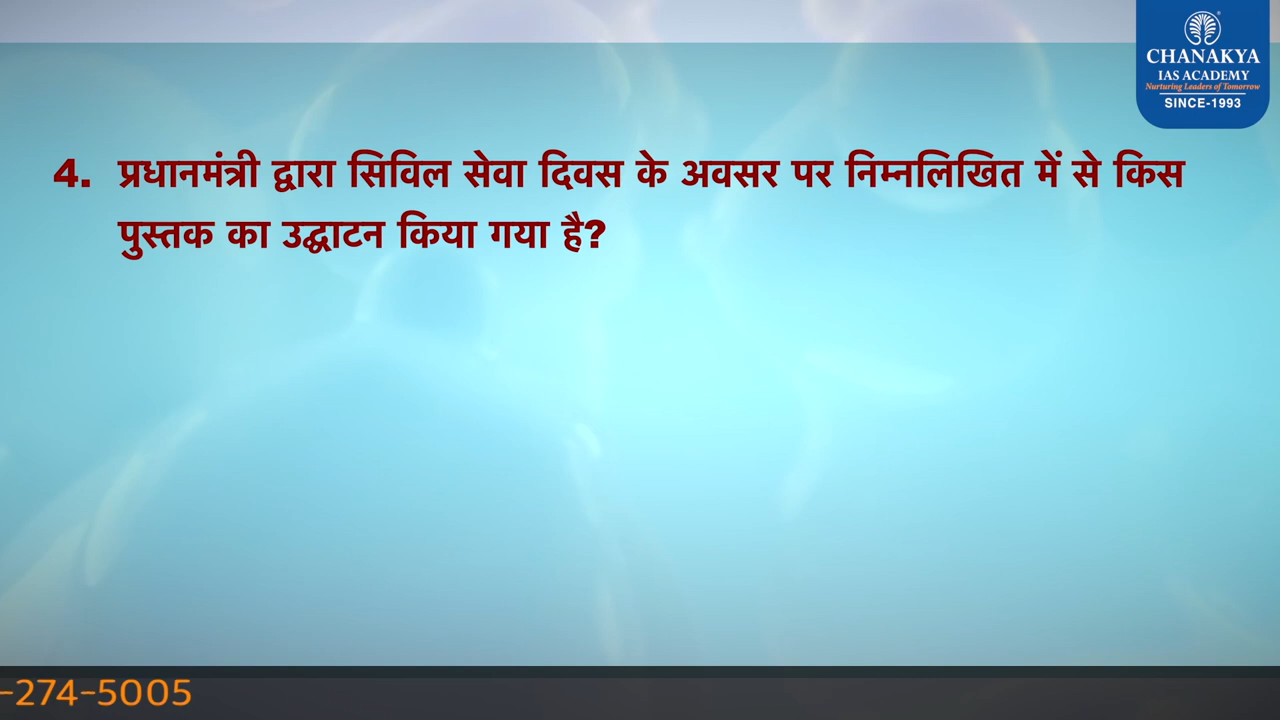 CHANAKYA
IAS ACADEMY
Nurturing Leaders of Tomorrow
SINCE-1993
4. प्रधानमंत्री द्वारा सिविल सेवा दिवस के अवसर पर निम्नलिखित में से किस
पुस्तक का उद्घाटन किया गया है?
-274-5005